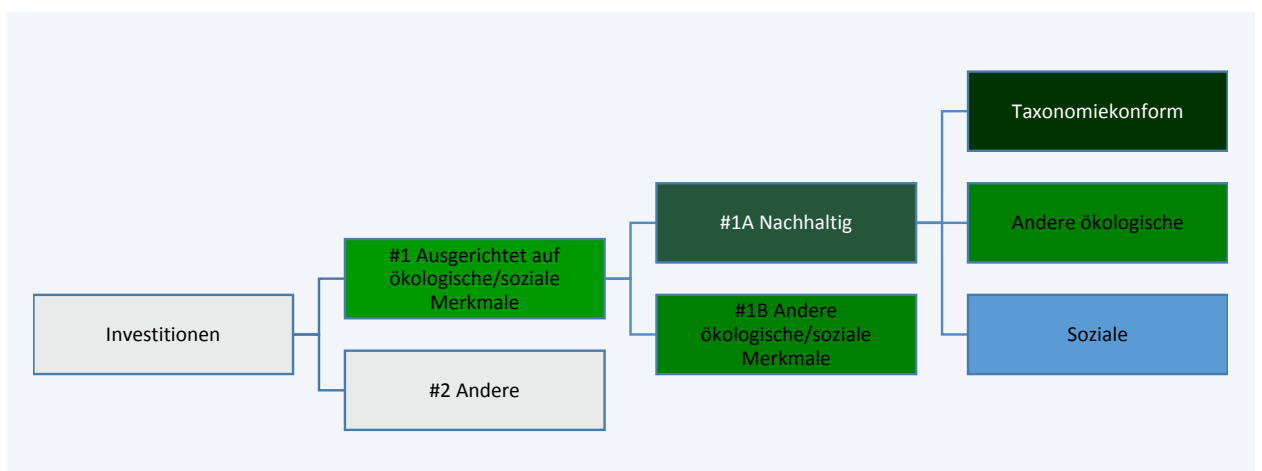 Investitionen
#1 Ausgerichtet auf
ökologische/soziale
Merkmale
#2 Andere
#1A Nachhaltig
#1B Andere
ökologische/soziale
Merkmale
Taxonomiekonform
Andere ökologische
Soziale